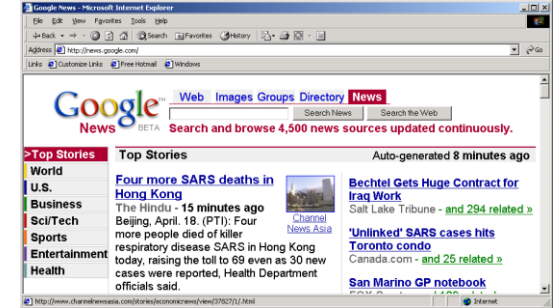 Google News - Microsoft Internet Explorer
File Edit View Favorites Tools Help
Back Search Favorites History
Address http://news.google.com/ Go
Links Customize Links Free Hotmail Windows
Google™ Web Images Groups Directory News
News BETA Search News Search the Web
Search and browse 4,500 news sources updated continuously.
>Top Stories
World
U.S.
Business
Sci/Tech
Sports
Entertainment
Health
Top Stories Auto-generated 8 minutes ago
Four more SARS deaths in
Hong Kong
The Hindu - 15 minutes ago
Beijing, April. 18. (PTI): Four
more people died of killer
respiratory disease SARS in Hong Kong
today, raising the toll to 69 even as 30 new
cases were reported, Health Department
officials said.
Channel
News Asia
Bechtel Gets Huge Contract for
Iraq Work
Salt Lake Tribune - and 294 related »
'Unlinked' SARS cases hits
Toronto condo
Canada.com - and 25 related »
San Marino GP notebook
http://www.channelnewsasia.com/stories/economicnews/view/37827/1/.html Internet